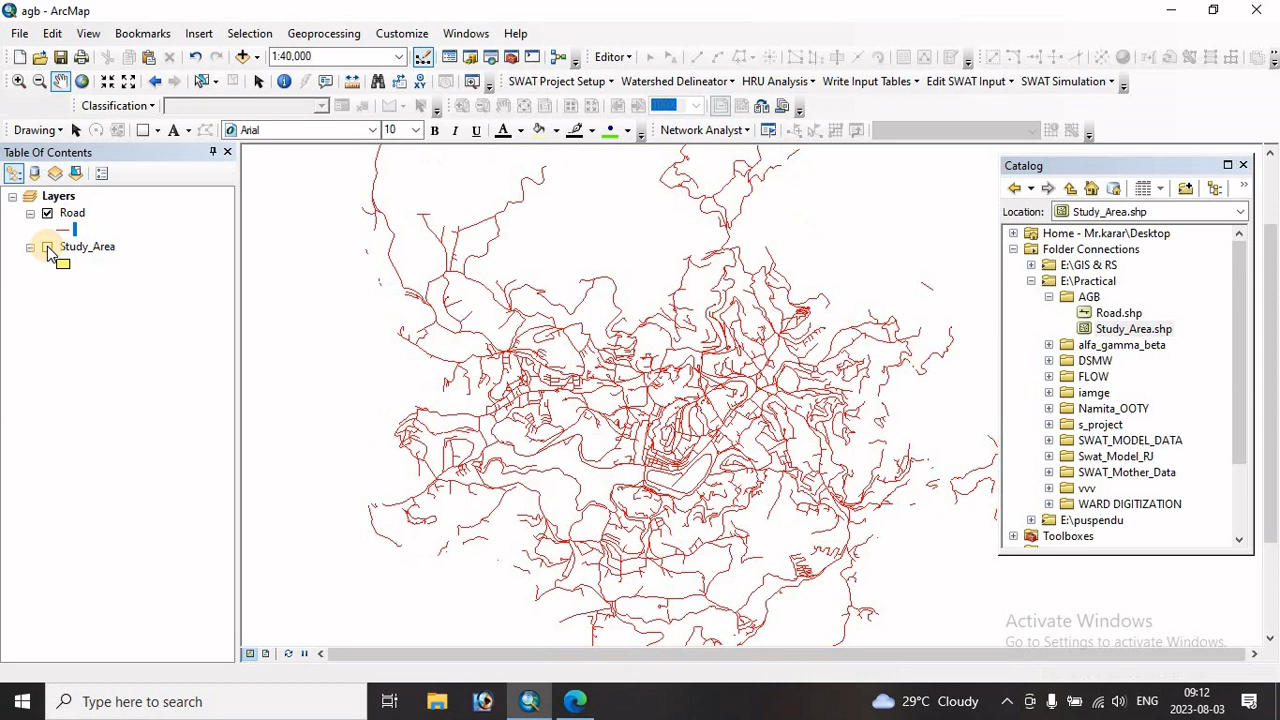 agb - ArcMap
File Edit View Bookmarks Insert Selection Geoprocessing Customize Windows Help
1:40,000 Editor
SWAT Project Setup Watershed Delineator HRU Analysis Write Input Tables Edit SWAT Input SWAT Simulation
Classification 100%
Drawing A Arial 10 B I U A Network Analyst
Table Of Contents
Layers
Road
Study_Area
Catalog
Location: Study_Area.shp
Home - Mr.karar\Desktop
Folder Connections
E:\GIS & RS
E:\Practical
AGB
Road.shp
Study_Area.shp
alfa_gamma_beta
DSMW
FLOW
iamge
Namita_OOTY
s_project
SWAT_MODEL_DATA
Swat_Model_RJ
SWAT_Mother_Data
vvv
WARD DIGITIZATION
E:\puspendu
Toolboxes
Activate Windows
Go to Settings to activate Windows.
Type here to search
29°C Cloudy
ENG
09:12
2023-08-03